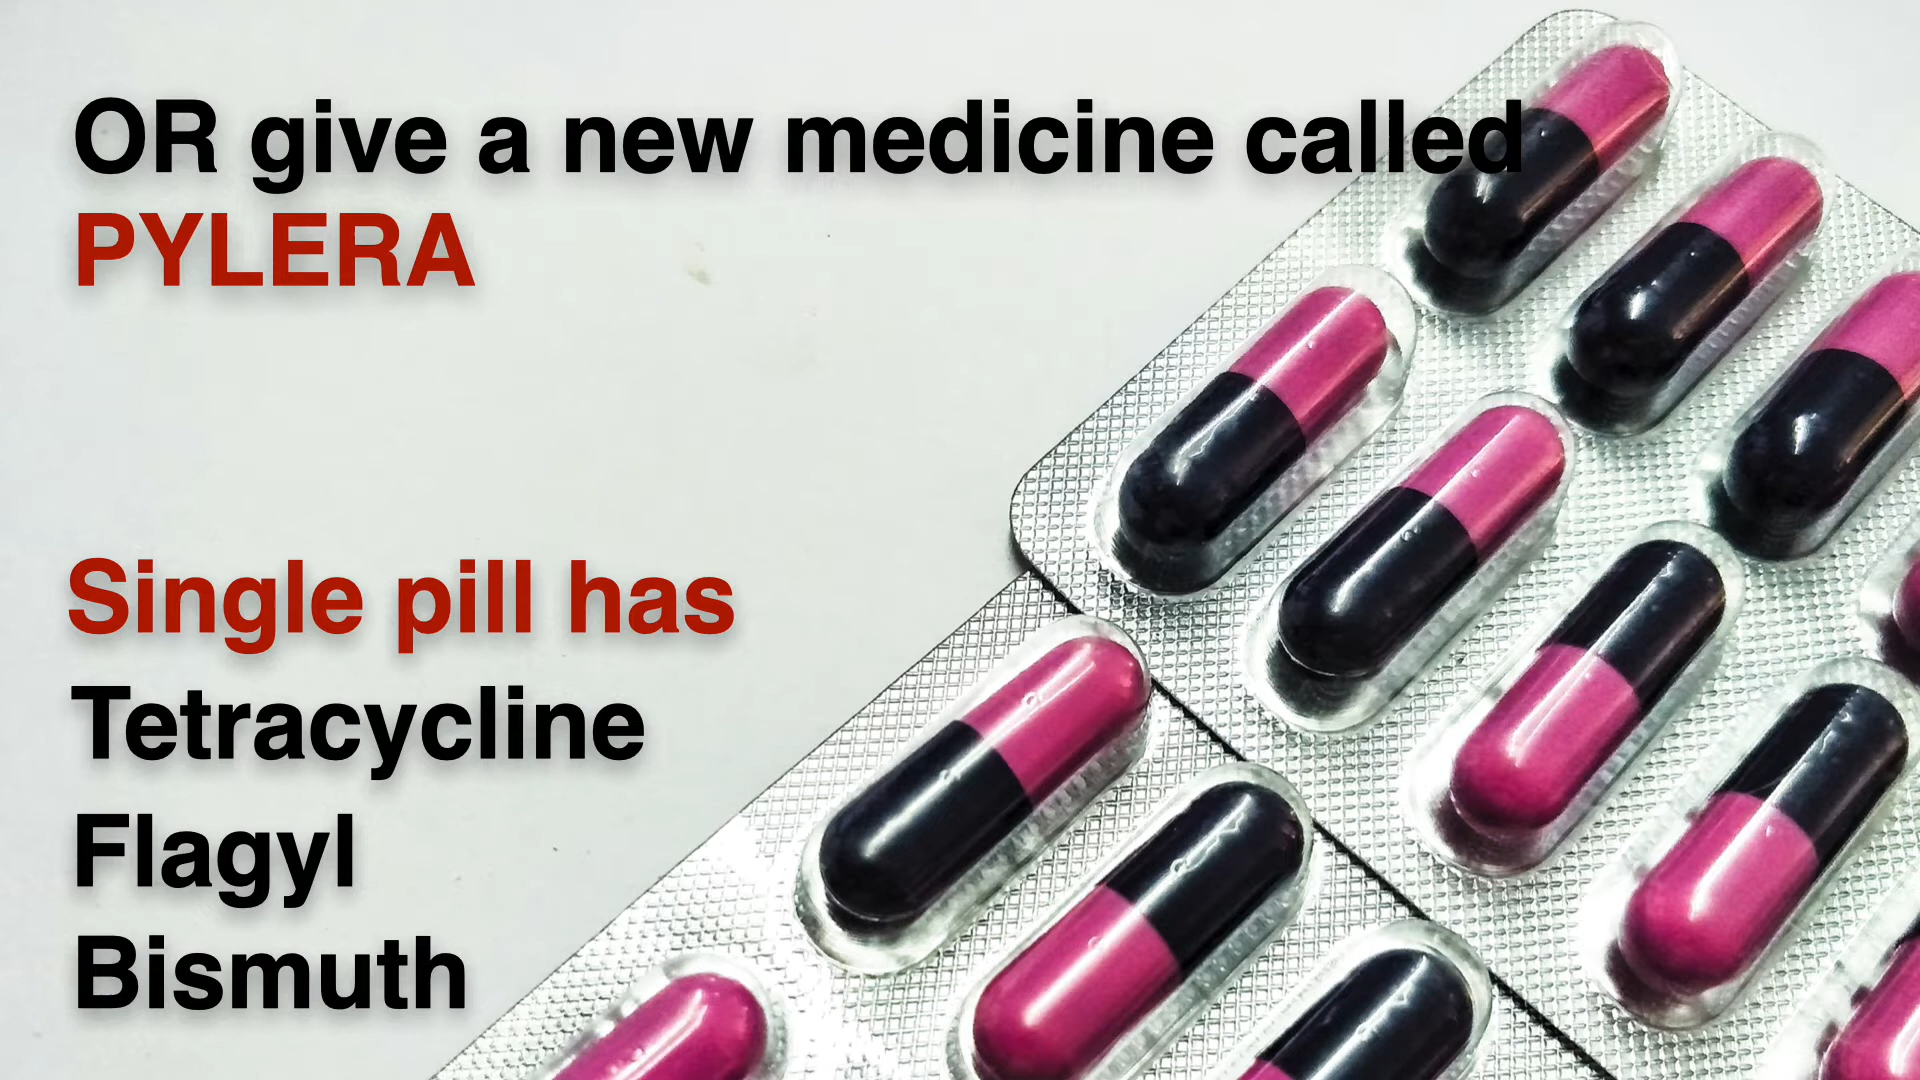 OR give a new medicine called
PYLERA
Single pill has
Tetracycline
Flagyl
Bismuth